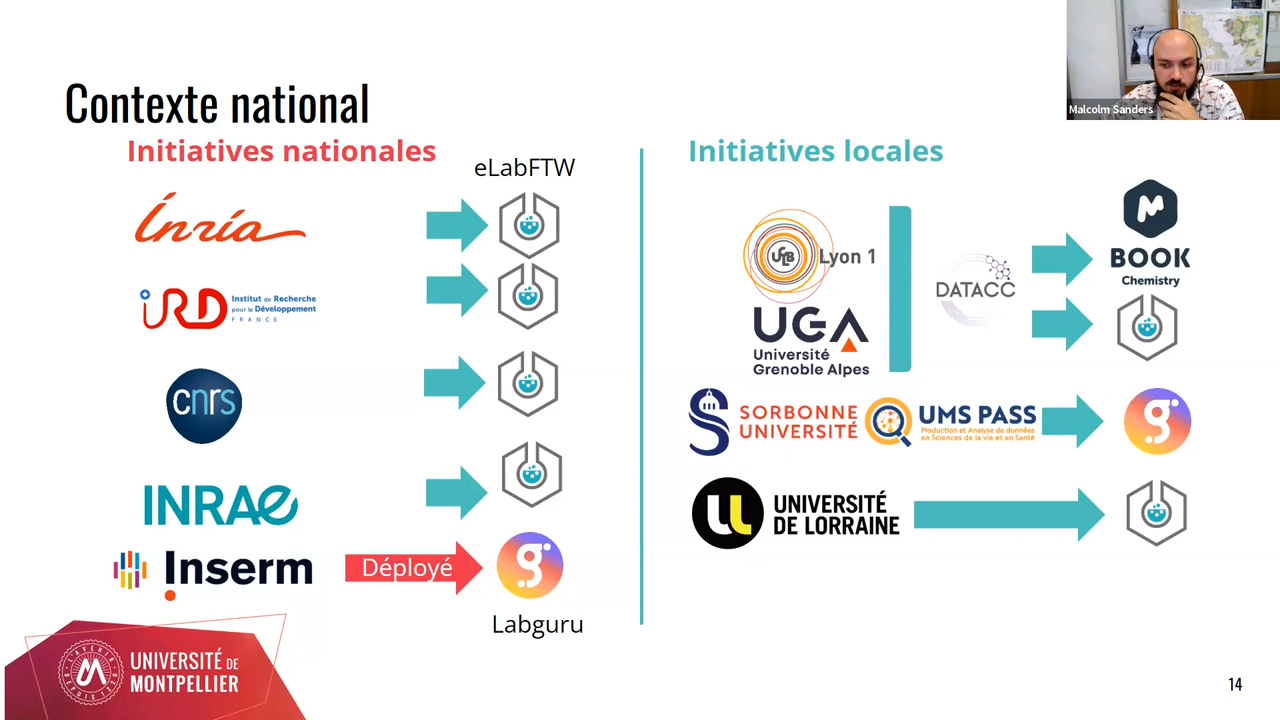 Malcolm Sanders
Contexte national
Initiatives nationales
eLabFTW
Inria
iRD
Institut de Recherche
pour le Développement
FRANCE
cnrs
INRAE
Inserm
Déployé
Labguru
Initiatives locales
UCLB
Lyon 1
UGA
Université
Grenoble Alpes
DATACC
BOOK
Chemistry
SORBONNE
UNIVERSITÉ
UMS PASS
Production et Analyse de données
en Sciences de la vie et en Santé
g
UNIVERSITÉ
DE LORRAINE
UNIVERSITÉ DE
MONTPELLIER
14